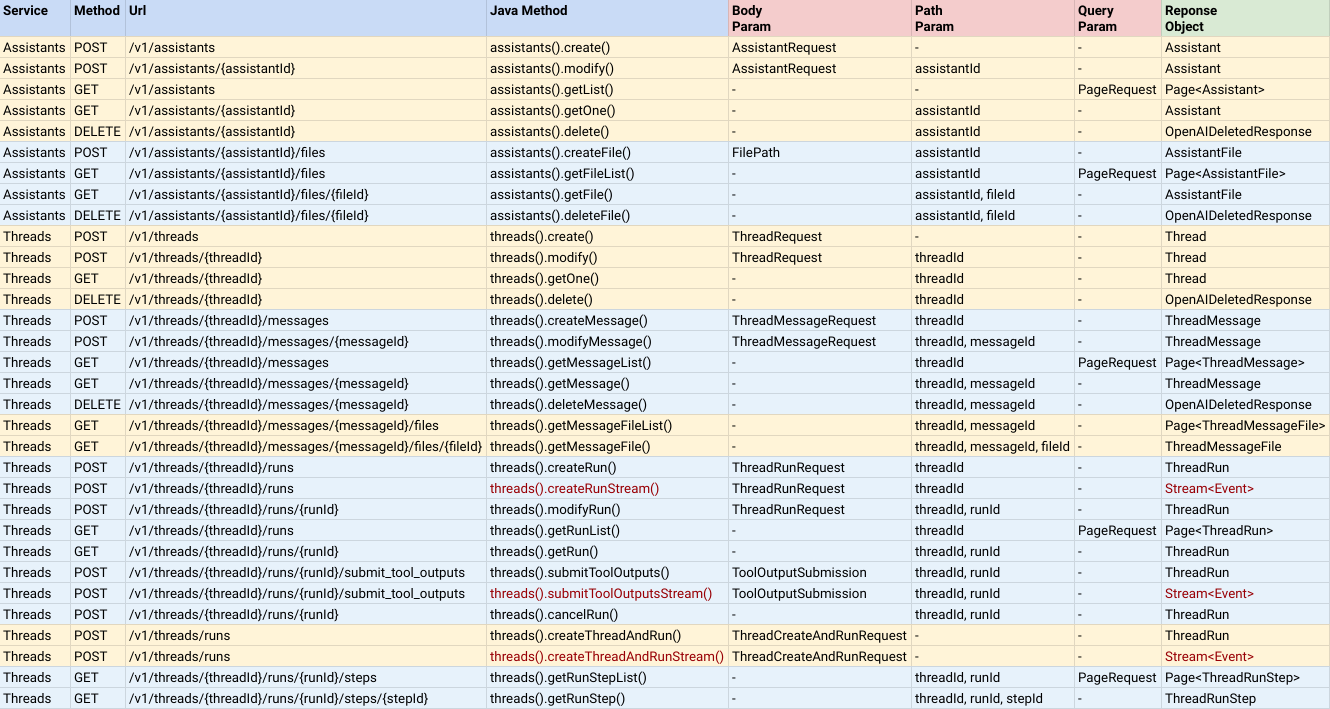 Service Method Url Java Method Body Param Path Param Query Param Reponse Object
Assistants POST /v1/assistants assistants().create() AssistantRequest - - Assistant
Assistants POST /v1/assistants/{assistantId} assistants().modify() AssistantRequest assistantId - Assistant
Assistants GET /v1/assistants assistants().getList() - - PageRequest Page<Assistant>
Assistants GET /v1/assistants/{assistantId} assistants().getOne() - assistantId - Assistant
Assistants DELETE /v1/assistants/{assistantId} assistants().delete() - assistantId - OpenAIDeletedResponse
Assistants POST /v1/assistants/{assistantId}/files assistants().createFile() FilePath assistantId - AssistantFile
Assistants GET /v1/assistants/{assistantId}/files assistants().getFileList() - assistantId PageRequest Page<AssistantFile>
Assistants GET /v1/assistants/{assistantId}/files/{fileId} assistants().getFile() - assistantId, fileId - AssistantFile
Assistants DELETE /v1/assistants/{assistantId}/files/{fileId} assistants().deleteFile() - assistantId, fileId - OpenAIDeletedResponse
Threads POST /v1/threads threads().create() ThreadRequest - - Thread
Threads POST /v1/threads/{threadId} threads().modify() ThreadRequest threadId - Thread
Threads GET /v1/threads/{threadId} threads().getOne() - threadId - Thread
Threads DELETE /v1/threads/{threadId} threads().delete() - threadId - OpenAIDeletedResponse
Threads POST /v1/threads/{threadId}/messages threads().createMessage() ThreadMessageRequest threadId - ThreadMessage
Threads POST /v1/threads/{threadId}/messages/{messageId} threads().modifyMessage() ThreadMessageRequest threadId, messageId - ThreadMessage
Threads GET /v1/threads/{threadId}/messages threads().getMessageList() - threadId PageRequest Page<ThreadMessage>
Threads GET /v1/threads/{threadId}/messages/{messageId} threads().getMessage() - threadId, messageId - ThreadMessage
Threads DELETE /v1/threads/{threadId}/messages/{messageId} threads().deleteMessage() - threadId, messageId - OpenAIDeletedResponse
Threads GET /v1/threads/{threadId}/messages/{messageId}/files threads().getMessageFileList() - threadId, messageId - Page<ThreadMessageFile>
Threads GET /v1/threads/{threadId}/messages/{messageId}/files/{fileId} threads().getMessageFile() - threadId, messageId, fileId - ThreadMessageFile
Threads POST /v1/threads/{threadId}/runs threads().createRun() ThreadRunRequest threadId - ThreadRun
Threads POST /v1/threads/{threadId}/runs threads().createRunStream() ThreadRunRequest threadId - Stream<Event>
Threads POST /v1/threads/{threadId}/runs/{runId} threads().modifyRun() ThreadRunRequest threadId, runId - ThreadRun
Threads GET /v1/threads/{threadId}/runs threads().getRunList() - threadId PageRequest Page<ThreadRun>
Threads GET /v1/threads/{threadId}/runs/{runId} threads().getRun() - threadId, runId - ThreadRun
Threads POST /v1/threads/{threadId}/runs/{runId}/submit_tool_outputs threads().submitToolOutputs() ToolOutputSubmission threadId, runId - ThreadRun
Threads POST /v1/threads/{threadId}/runs/{runId}/submit_tool_outputs threads().submitToolOutputsStream() ToolOutputSubmission threadId, runId - Stream<Event>
Threads POST /v1/threads/{threadId}/runs/{runId} threads().cancelRun() - threadId, runId - ThreadRun
Threads POST /v1/threads/runs threads().createThreadAndRun() ThreadCreateAndRunRequest - - ThreadRun
Threads POST /v1/threads/runs threads().createThreadAndRunStream() ThreadCreateAndRunRequest - - Stream<Event>
Threads GET /v1/threads/{threadId}/runs/{runId}/steps threads().getRunStepList() - threadId, runId PageRequest Page<ThreadRunStep>
Threads GET /v1/threads/{threadId}/runs/{runId}/steps/{stepId} threads().getRunStep() - threadId, runId, stepId - ThreadRunStep